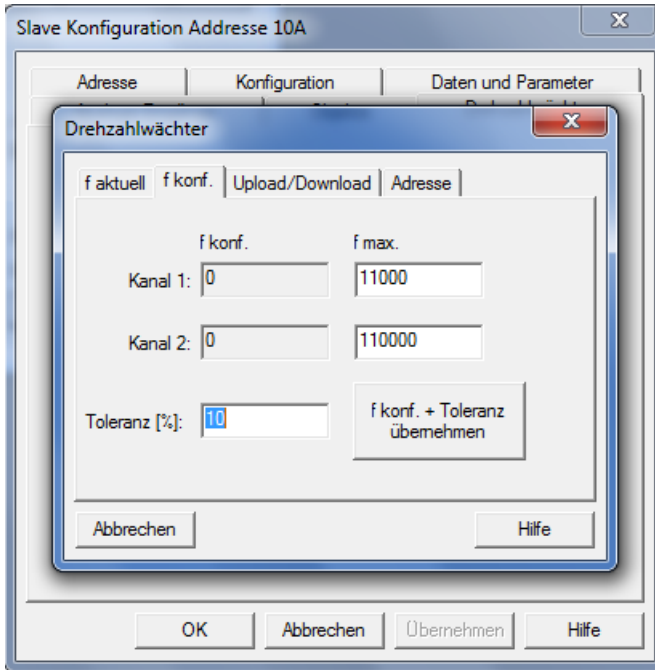 Slave Konfiguration Addresse 10A
Adresse
Konfiguration
Daten und Parameter
Drehzahlwächter
f aktuell
f konf.
Upload/Download
Adresse
f konf.
f max.
Kanal 1:
0
11000
Kanal 2:
0
110000
Toleranz [%]:
10
f konf. + Toleranz
übernehmen
Abbrechen
Hilfe
OK
Abbrechen
Übernehmen
Hilfe